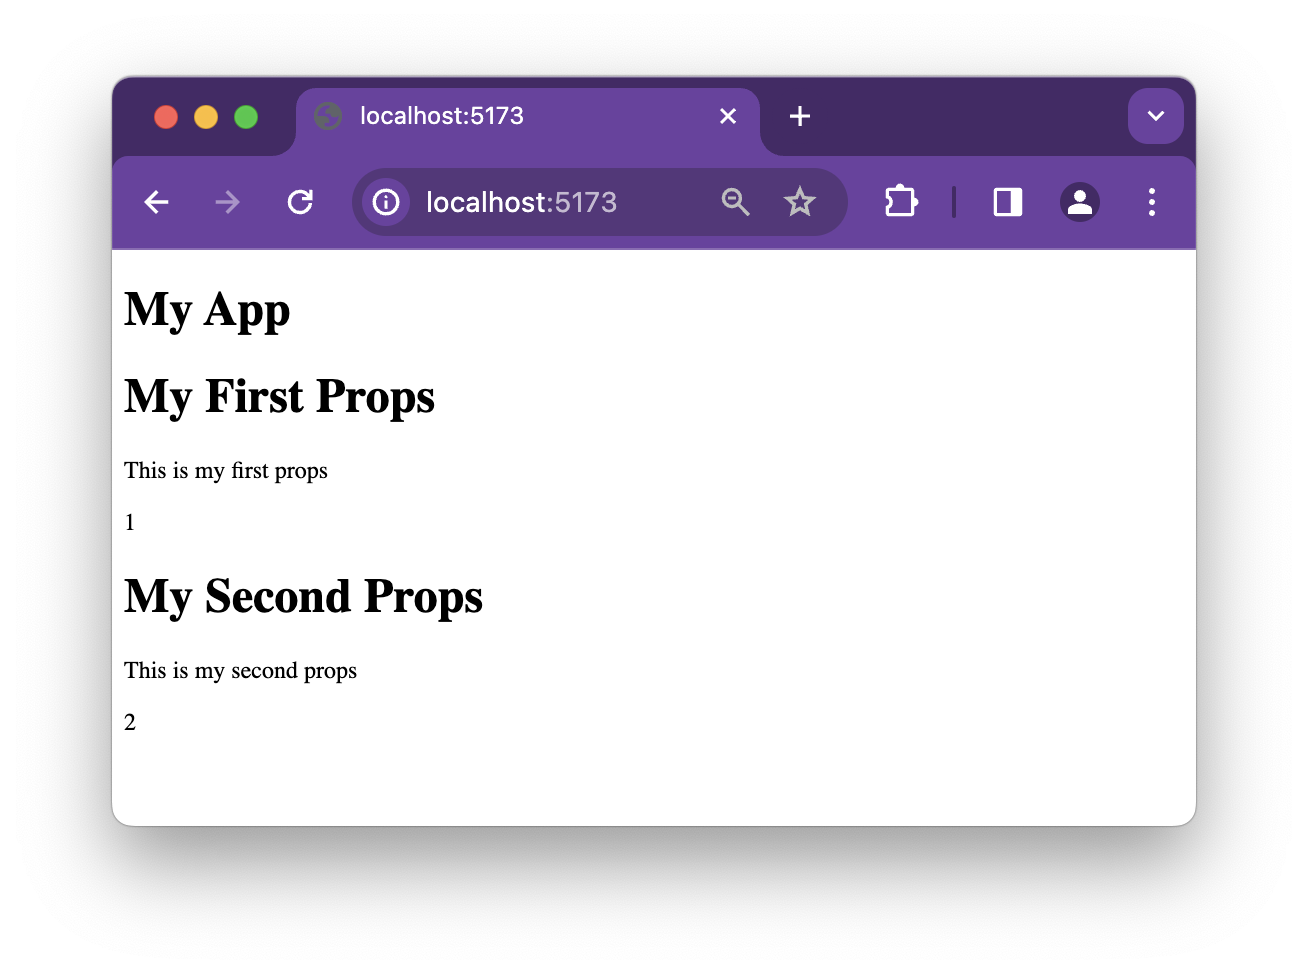 localhost:5173
localhost:5173
My App
My First Props
This is my first props
1
My Second Props
This is my second props
2